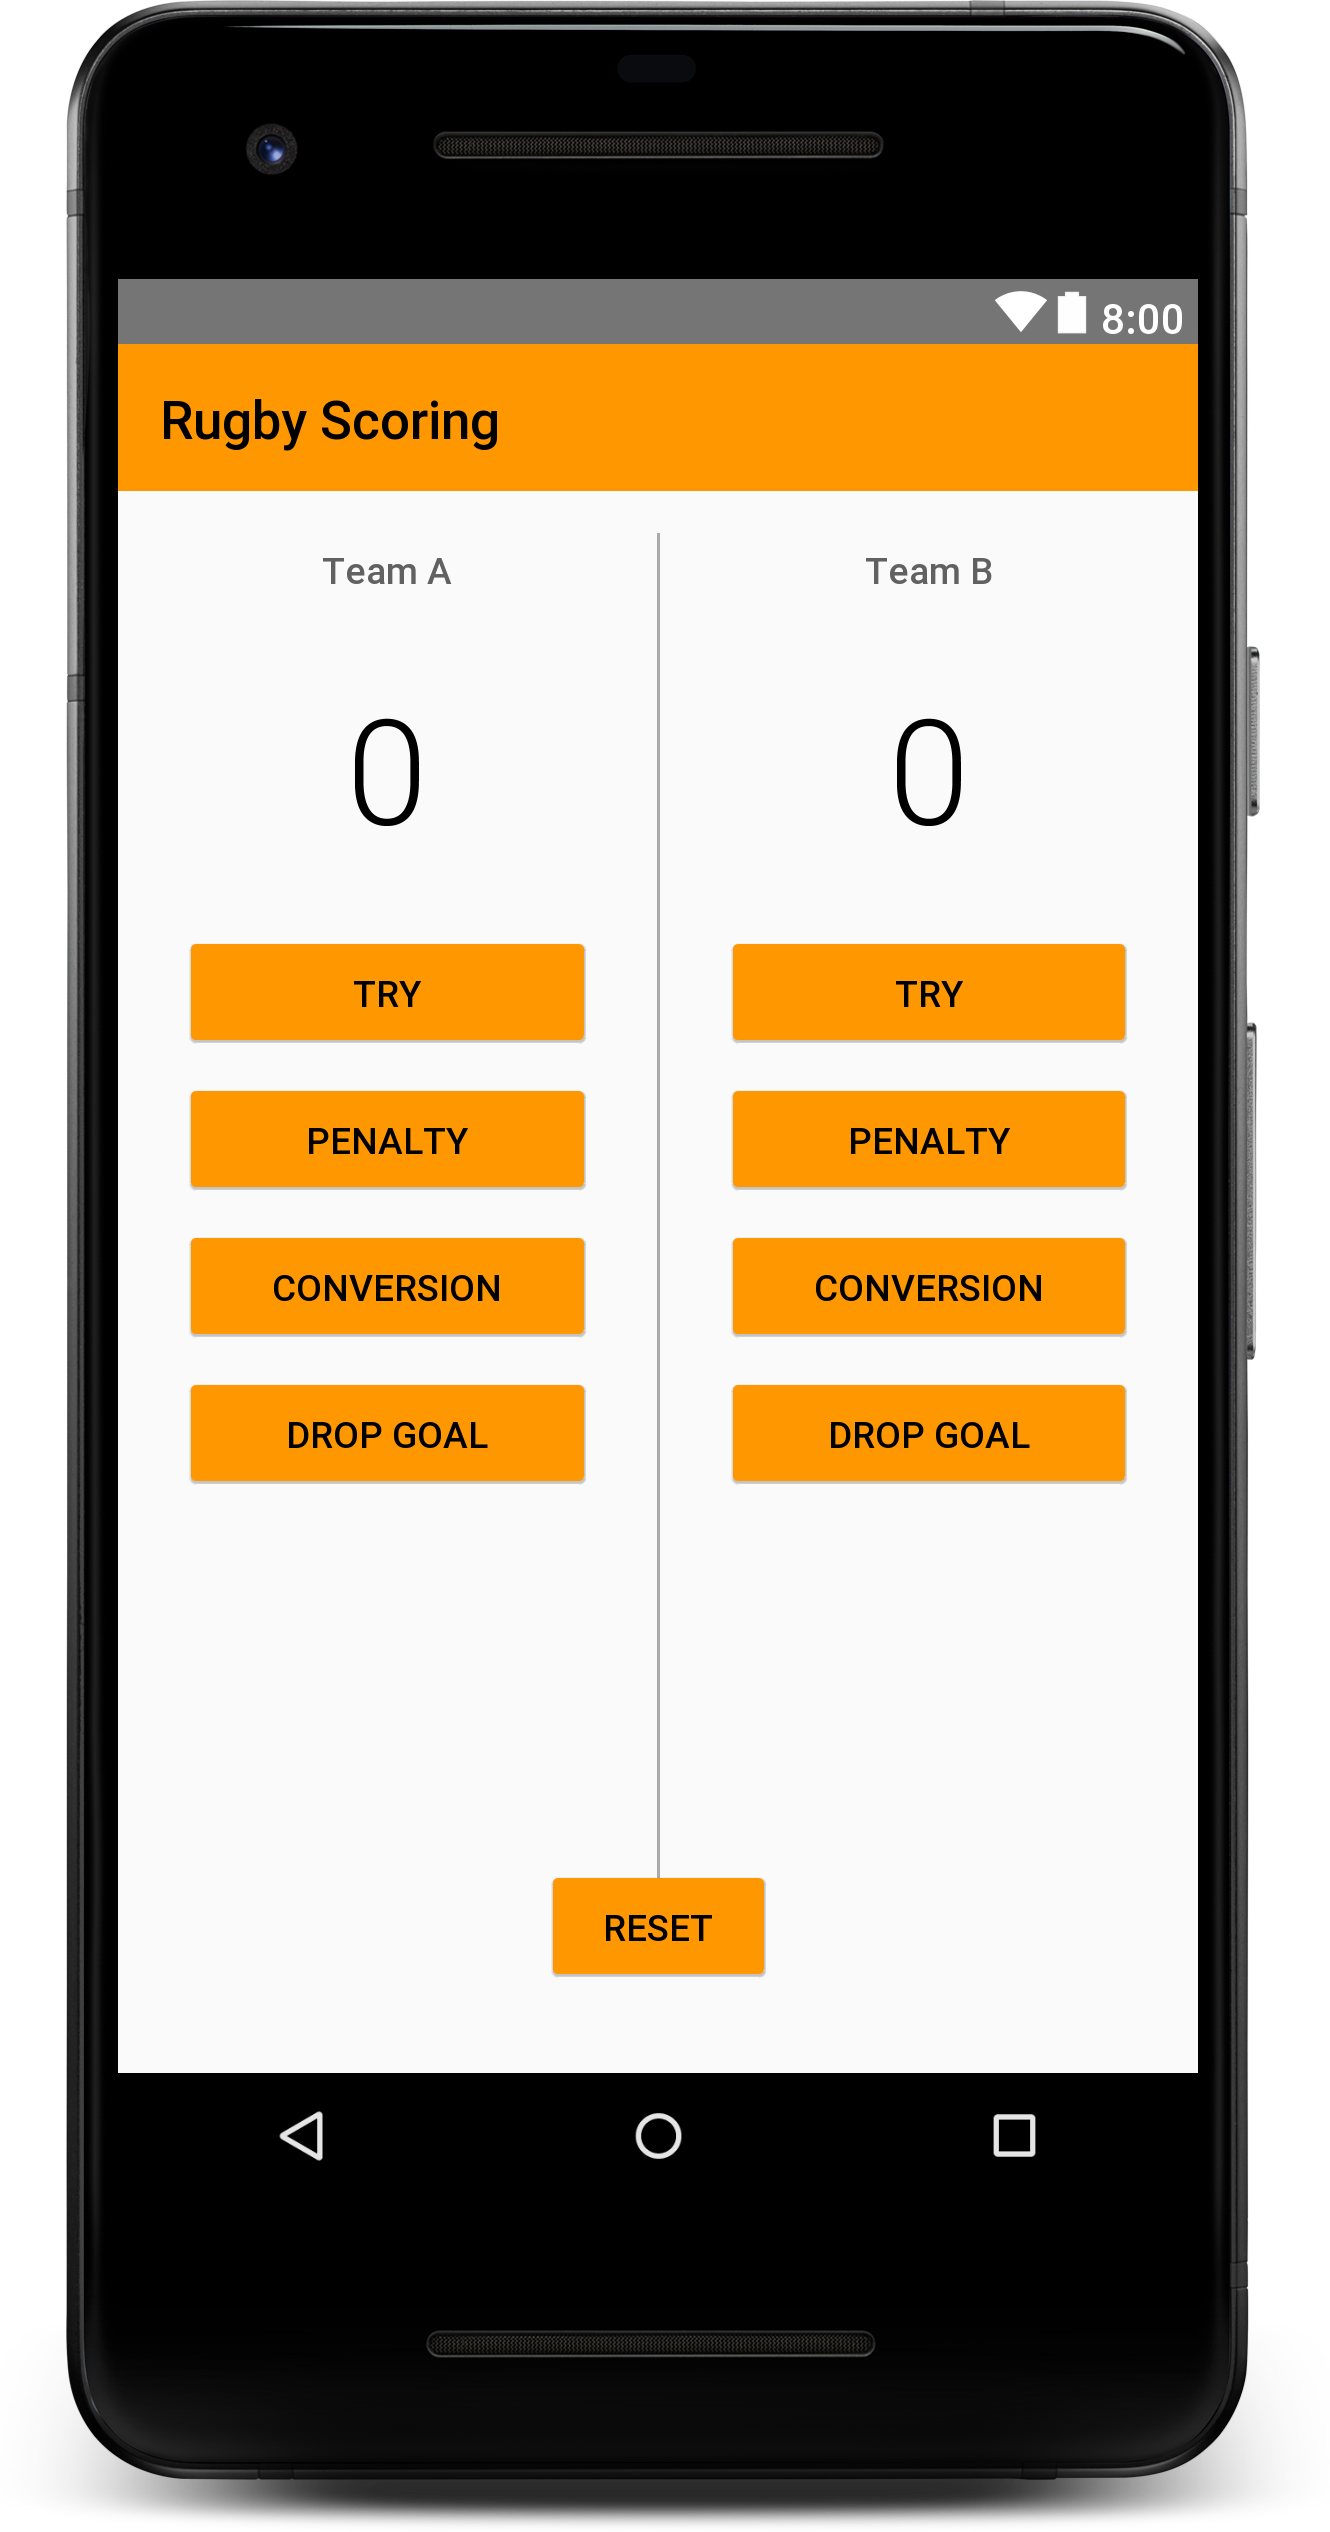 8:00
Rugby Scoring
Team A
Team B
0
0
TRY
TRY
PENALTY
PENALTY
CONVERSION
CONVERSION
DROP GOAL
DROP GOAL
RESET